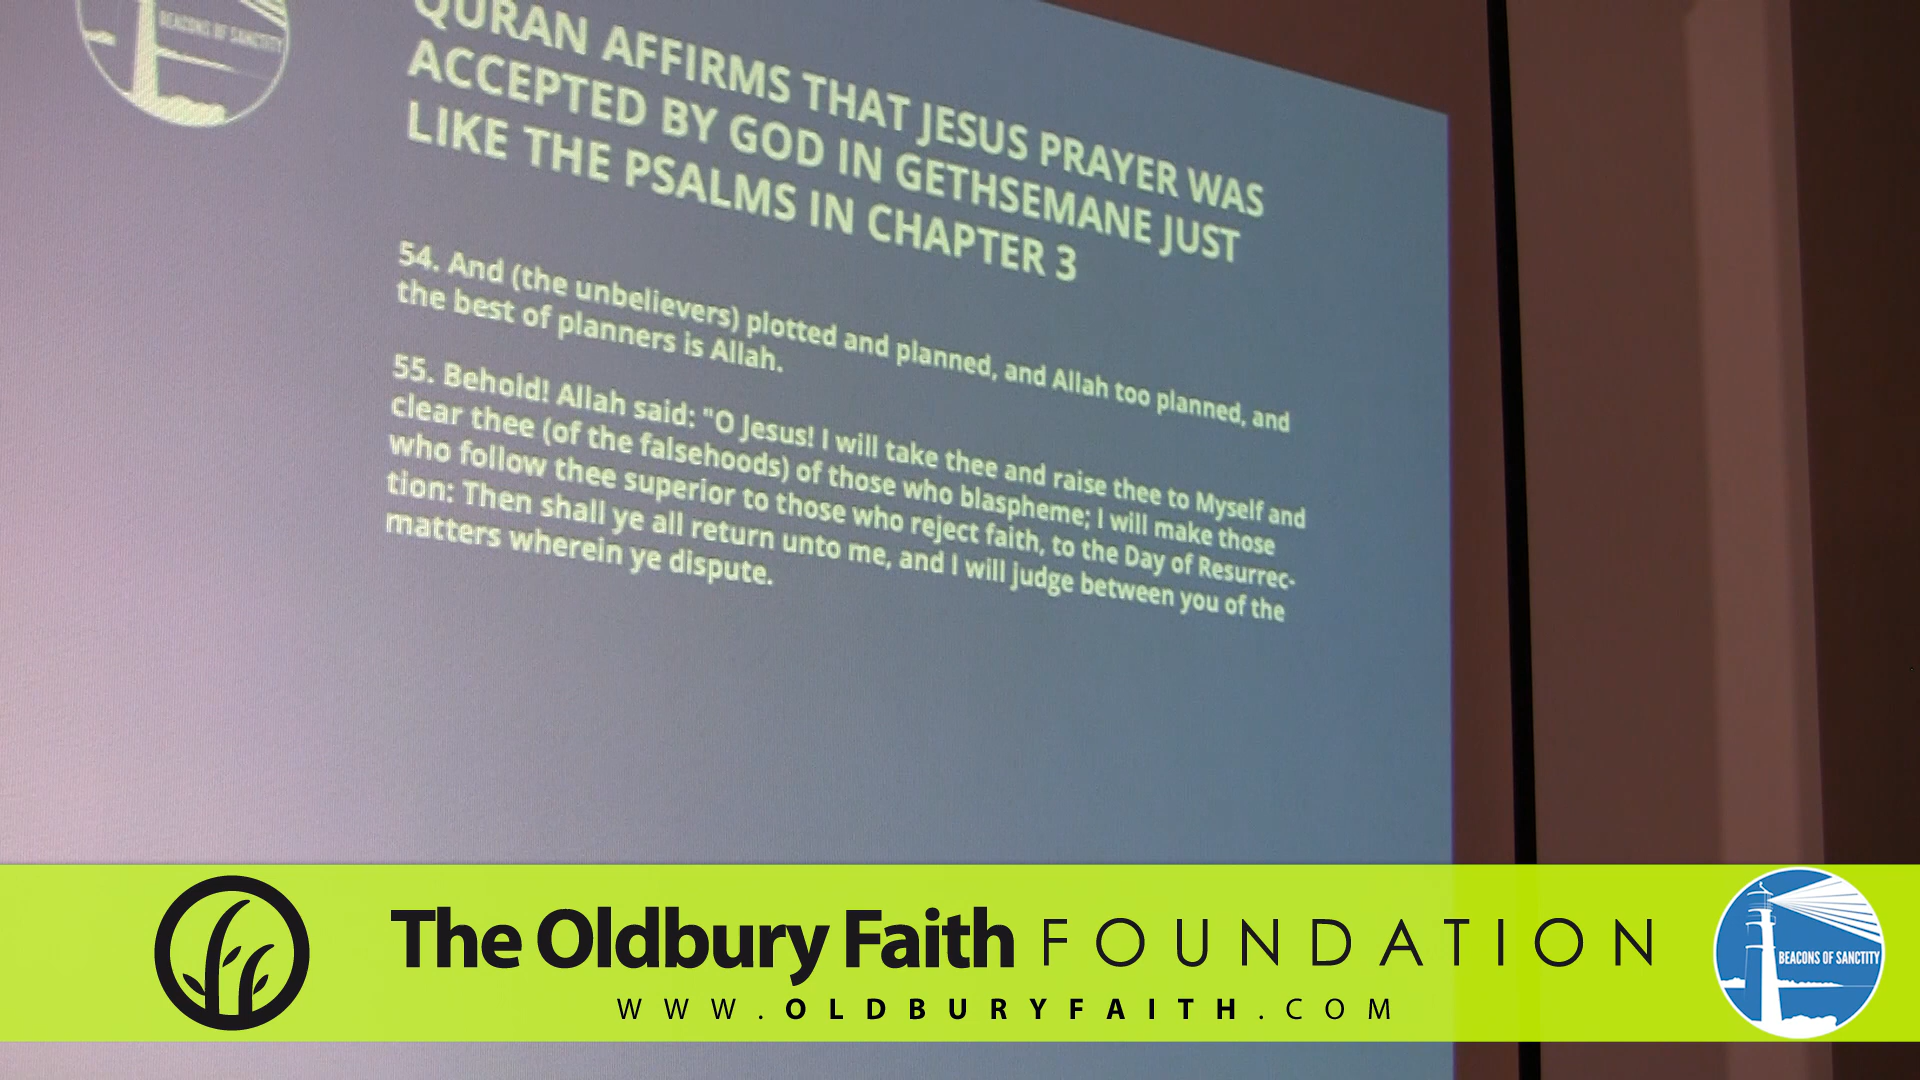 BEACONS OF SANCTITY
QURAN AFFIRMS THAT JESUS PRAYER WAS
ACCEPTED BY GOD IN GETHSEMANE JUST
LIKE THE PSALMS IN CHAPTER 3
54. And (the unbelievers) plotted and planned, and Allah too planned, and
the best of planners is Allah.
55. Behold! Allah said: "O Jesus! I will take thee and raise thee to Myself and
clear thee (of the falsehoods) of those who blaspheme; I will make those
who follow thee superior to those who reject faith, to the Day of Resurrec-
tion: Then shall ye all return unto me, and I will judge between you of the
matters wherein ye dispute.
The Oldbury Faith FOUNDATION
WWW.OLDBURYFAITH.COM
BEACONS OF SANCTITY